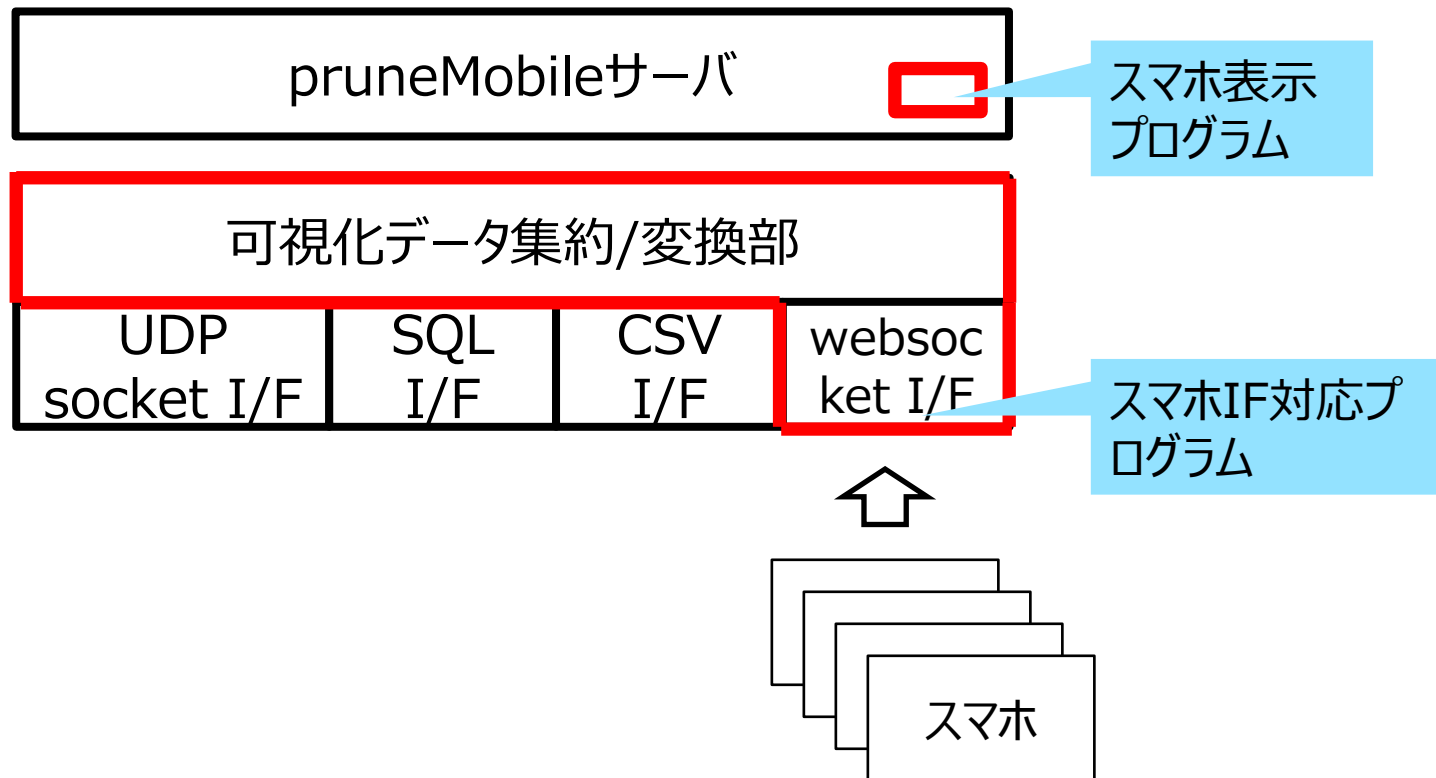 pruneMobileサーバ
スマホ表示
プログラム
可視化データ集約/変換部
UDP
socket I/F
SQL
I/F
CSV
I/F
websoc
ket I/F
スマホIF対応プ
ログラム
スマホ